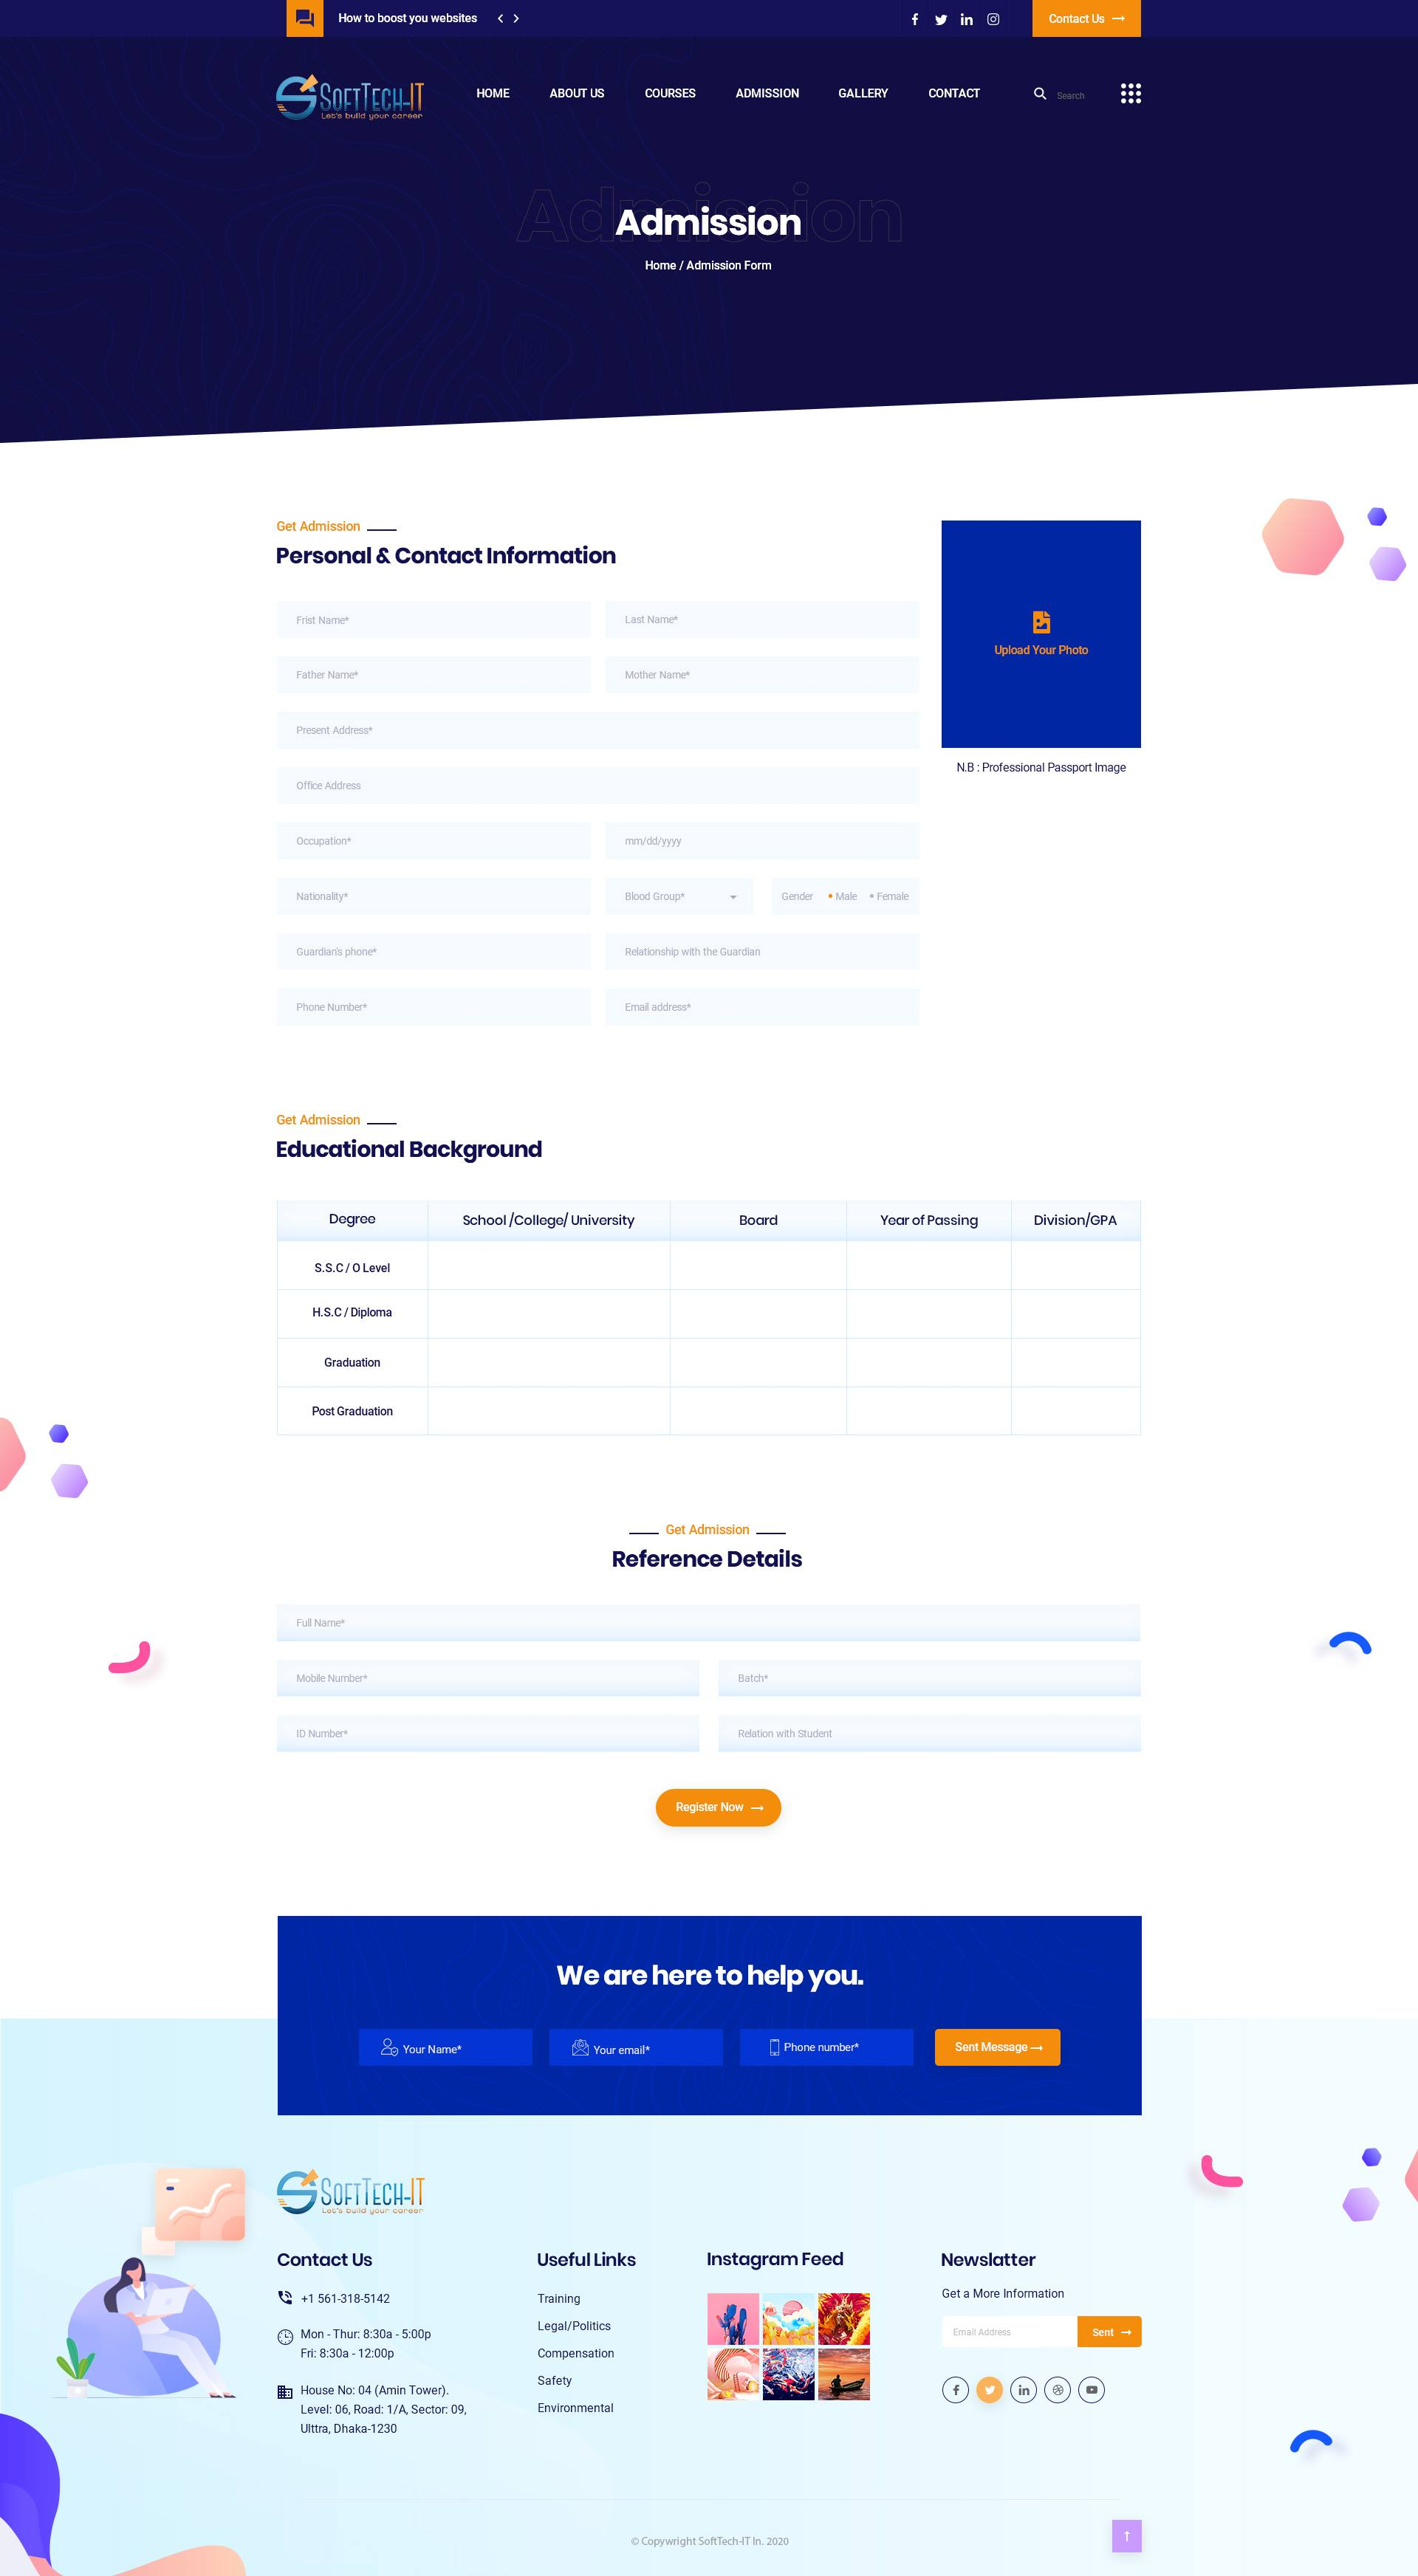 How to boost you websites
Contact Us
SOFTTECH-IT
Let's build your career
HOME ABOUT US COURSES ADMISSION GALLERY CONTACT Search
Admission
Admission
Home / Admission Form
Get Admission
Personal & Contact Information
Frist Name* Last Name*
Father Name* Mother Name*
Present Address*
Office Address
Occupation* mm/dd/yyyy
Nationality* Blood Group* Gender Male Female
Guardian's phone* Relationship with the Guardian
Phone Number* Email address*
Upload Your Photo
N.B : Professional Passport Image
Get Admission
Educational Background
Degree School /College/ University Board Year of Passing Division/GPA
S.S.C / O Level
H.S.C / Diploma
Graduation
Post Graduation
Get Admission
Reference Details
Full Name*
Mobile Number* Batch*
ID Number* Relation with Student
Register Now
We are here to help you.
Your Name* Your email* Phone number* Sent Message
SOFTTECH-IT
Let's build your career
Contact Us
+1 561-318-5142
Mon - Thur: 8:30a - 5:00p
Fri: 8:30a - 12:00p
House No: 04 (Amin Tower).
Level: 06, Road: 1/A, Sector: 09,
Ulttra, Dhaka-1230
Useful Links
Training
Legal/Politics
Compensation
Safety
Environmental
Instagram Feed
Newslatter
Get a More Information
Email Address Sent
© Copywright SoftTech-IT In. 2020